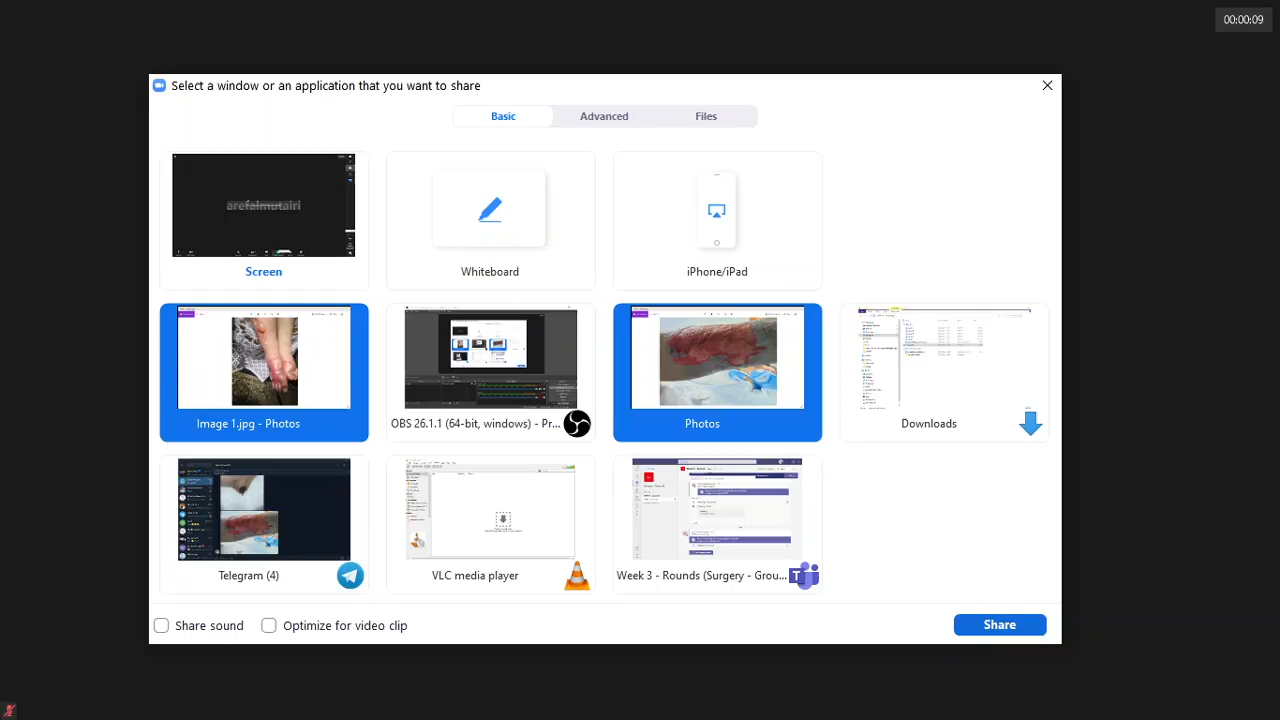 00:00:09
Select a window or an application that you want to share
Basic
Advanced
Files
arefalmutairi
Screen
Whiteboard
iPhone/iPad
Image 1.jpg - Photos
OBS 26.1.1 (64-bit, windows) - Pr...
Photos
Downloads
Telegram (4)
VLC media player
Week 3 - Rounds (Surgery - Grou...
Share sound
Optimize for video clip
Share